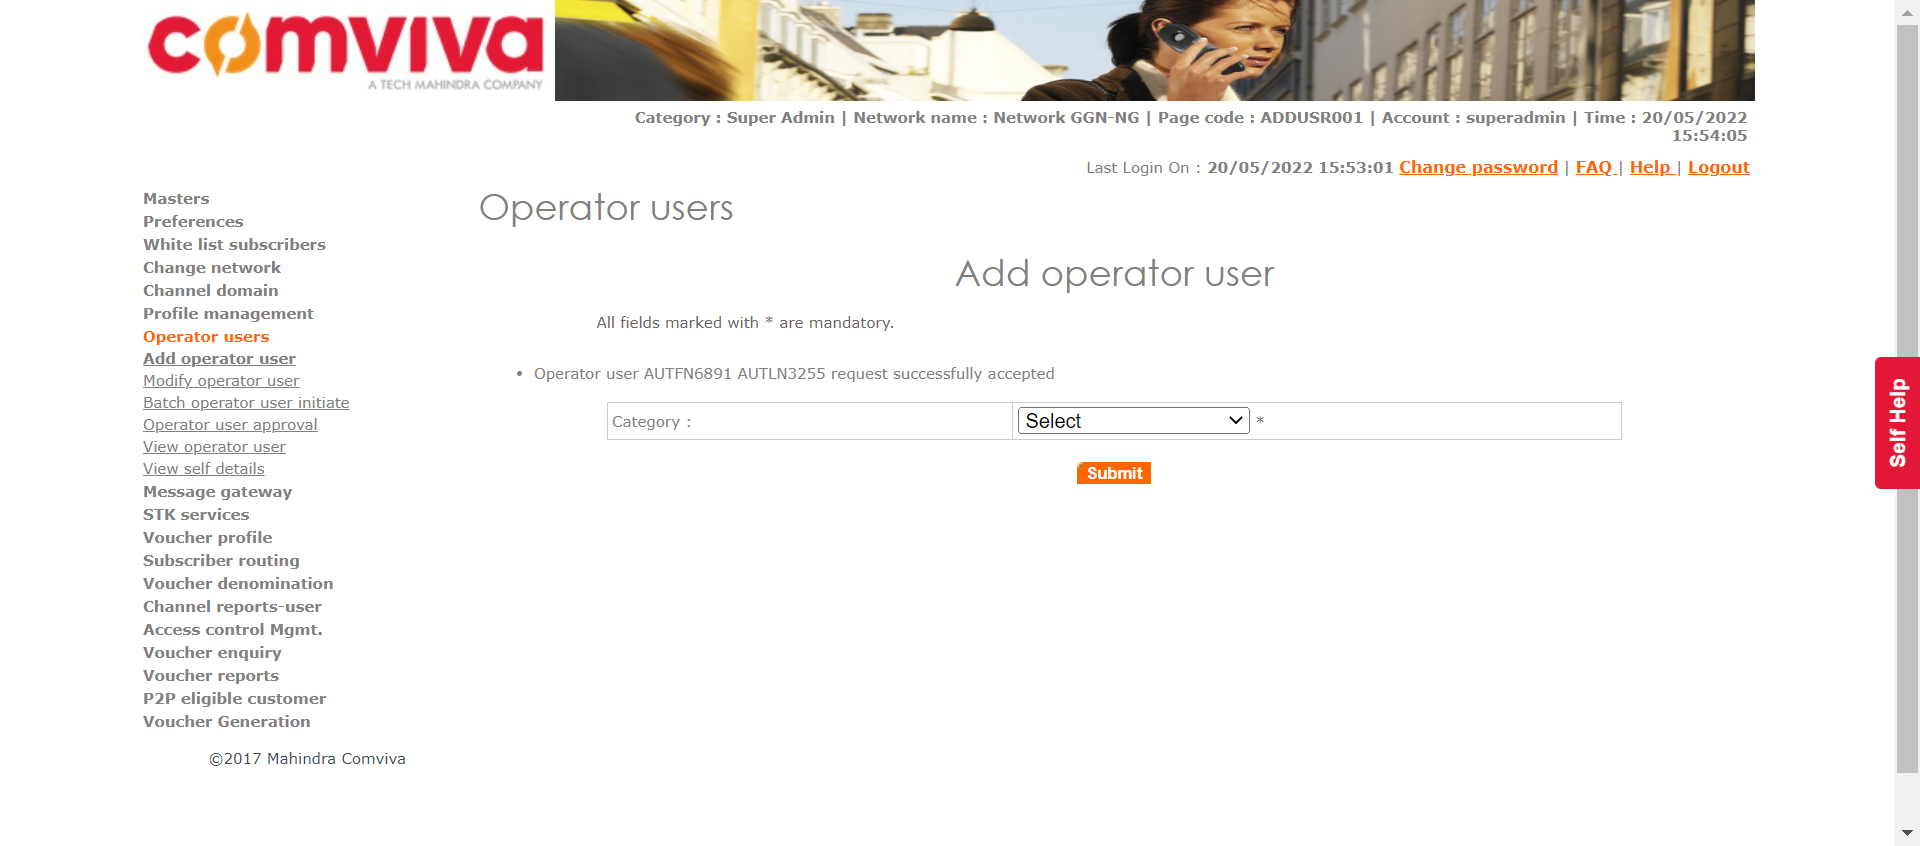 comviva
A TECH MAHINDRA COMPANY
Category : Super Admin | Network name : Network GGN-NG | Page code : ADDUSR001 | Account : superadmin | Time : 20/05/2022
15:54:05
Last Login On : 20/05/2022 15:53:01 Change password | FAQ | Help | Logout
Masters
Preferences
White list subscribers
Change network
Channel domain
Profile management
Operator users
Add operator user
Modify operator user
Batch operator user initiate
Operator user approval
View operator user
View self details
Message gateway
STK services
Voucher profile
Subscriber routing
Voucher denomination
Channel reports-user
Access control Mgmt.
Voucher enquiry
Voucher reports
P2P eligible customer
Voucher Generation
©2017 Mahindra Comviva
Operator users
Add operator user
All fields marked with * are mandatory.
• Operator user AUTFN6891 AUTLN3255 request successfully accepted
Category : Select *
Submit
Self Help